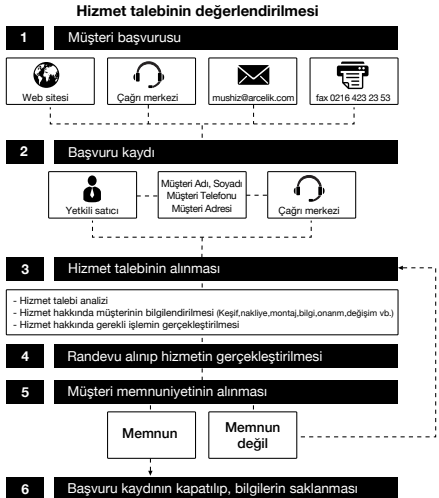 Hizmet talebinin değerlendirilmesi
1 Müşteri başvurusu
Web sitesi
Çağrı merkezi
mushiz@arcelik.com
fax 0216 423 23 53
2 Başvuru kaydı
Yetkili satıcı
Müşteri Adı, Soyadı
Müşteri Telefonu
Müşteri Adresi
Çağrı merkezi
3 Hizmet talebinin alınması
- Hizmet talebi analizi
- Hizmet hakkında müşterinin bilgilendirilmesi (Keşif,nakliye,montaj,bilgi,onarım,değişim vb.)
- Hizmet hakkında gerekli işlemin gerçekleştirilmesi
4 Randevu alınıp hizmetin gerçekleştirilmesi
5 Müşteri memnuniyetinin alınması
Memnun
Memnun
değil
6 Başvuru kaydının kapatılıp, bilgilerin saklanması